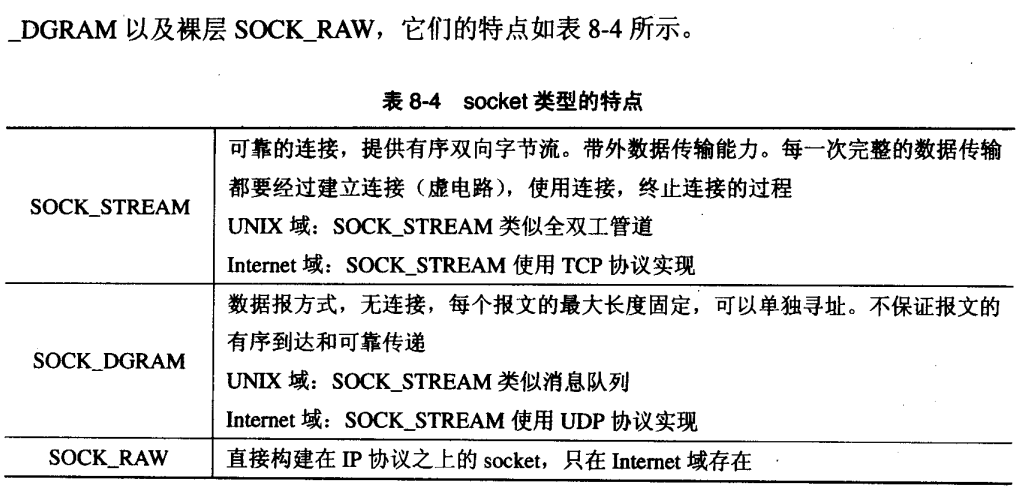 _DGRAM 以及裸层 SOCK_RAW，它们的特点如表 8-4 所示。
表 8-4 socket 类型的特点
SOCK_STREAM
可靠的连接，提供有序双向字节流。带外数据传输能力。每一次完整的数据传输
都要经过建立连接（虚电路），使用连接，终止连接的过程
UNIX 域：SOCK_STREAM 类似全双工管道
Internet 域：SOCK_STREAM 使用 TCP 协议实现
SOCK_DGRAM
数据报方式，无连接，每个报文的最大长度固定，可以单独寻址。不保证报文的
有序到达和可靠传递
UNIX 域：SOCK_STREAM 类似消息队列
Internet 域：SOCK_STREAM 使用 UDP 协议实现
SOCK_RAW
直接构建在 IP 协议之上的 socket，只在 Internet 域存在